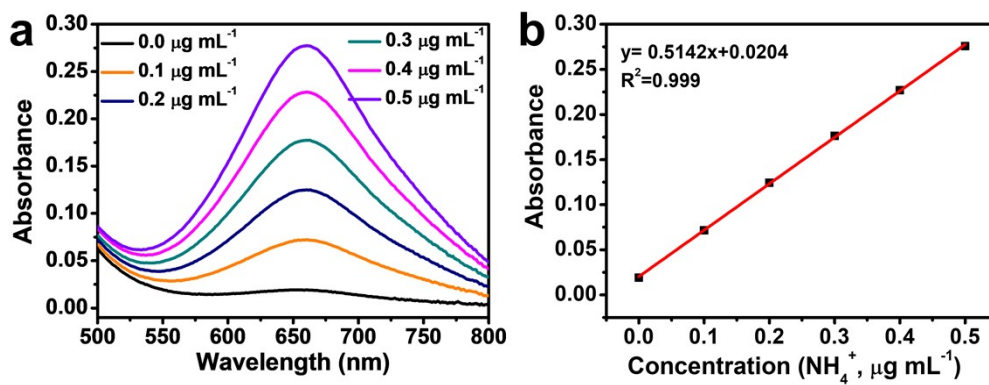 a
0.0 µg mL⁻¹
0.1 µg mL⁻¹
0.2 µg mL⁻¹
0.3 µg mL⁻¹
0.4 µg mL⁻¹
0.5 µg mL⁻¹
Absorbance
0.30
0.25
0.20
0.15
0.10
0.05
0.00
500 550 600 650 700 750 800
Wavelength (nm)
b
y= 0.5142x+0.0204
R²=0.999
Absorbance
0.30
0.25
0.20
0.15
0.10
0.05
0.00
0.0 0.1 0.2 0.3 0.4 0.5
Concentration (NH₄⁺, µg mL⁻¹)